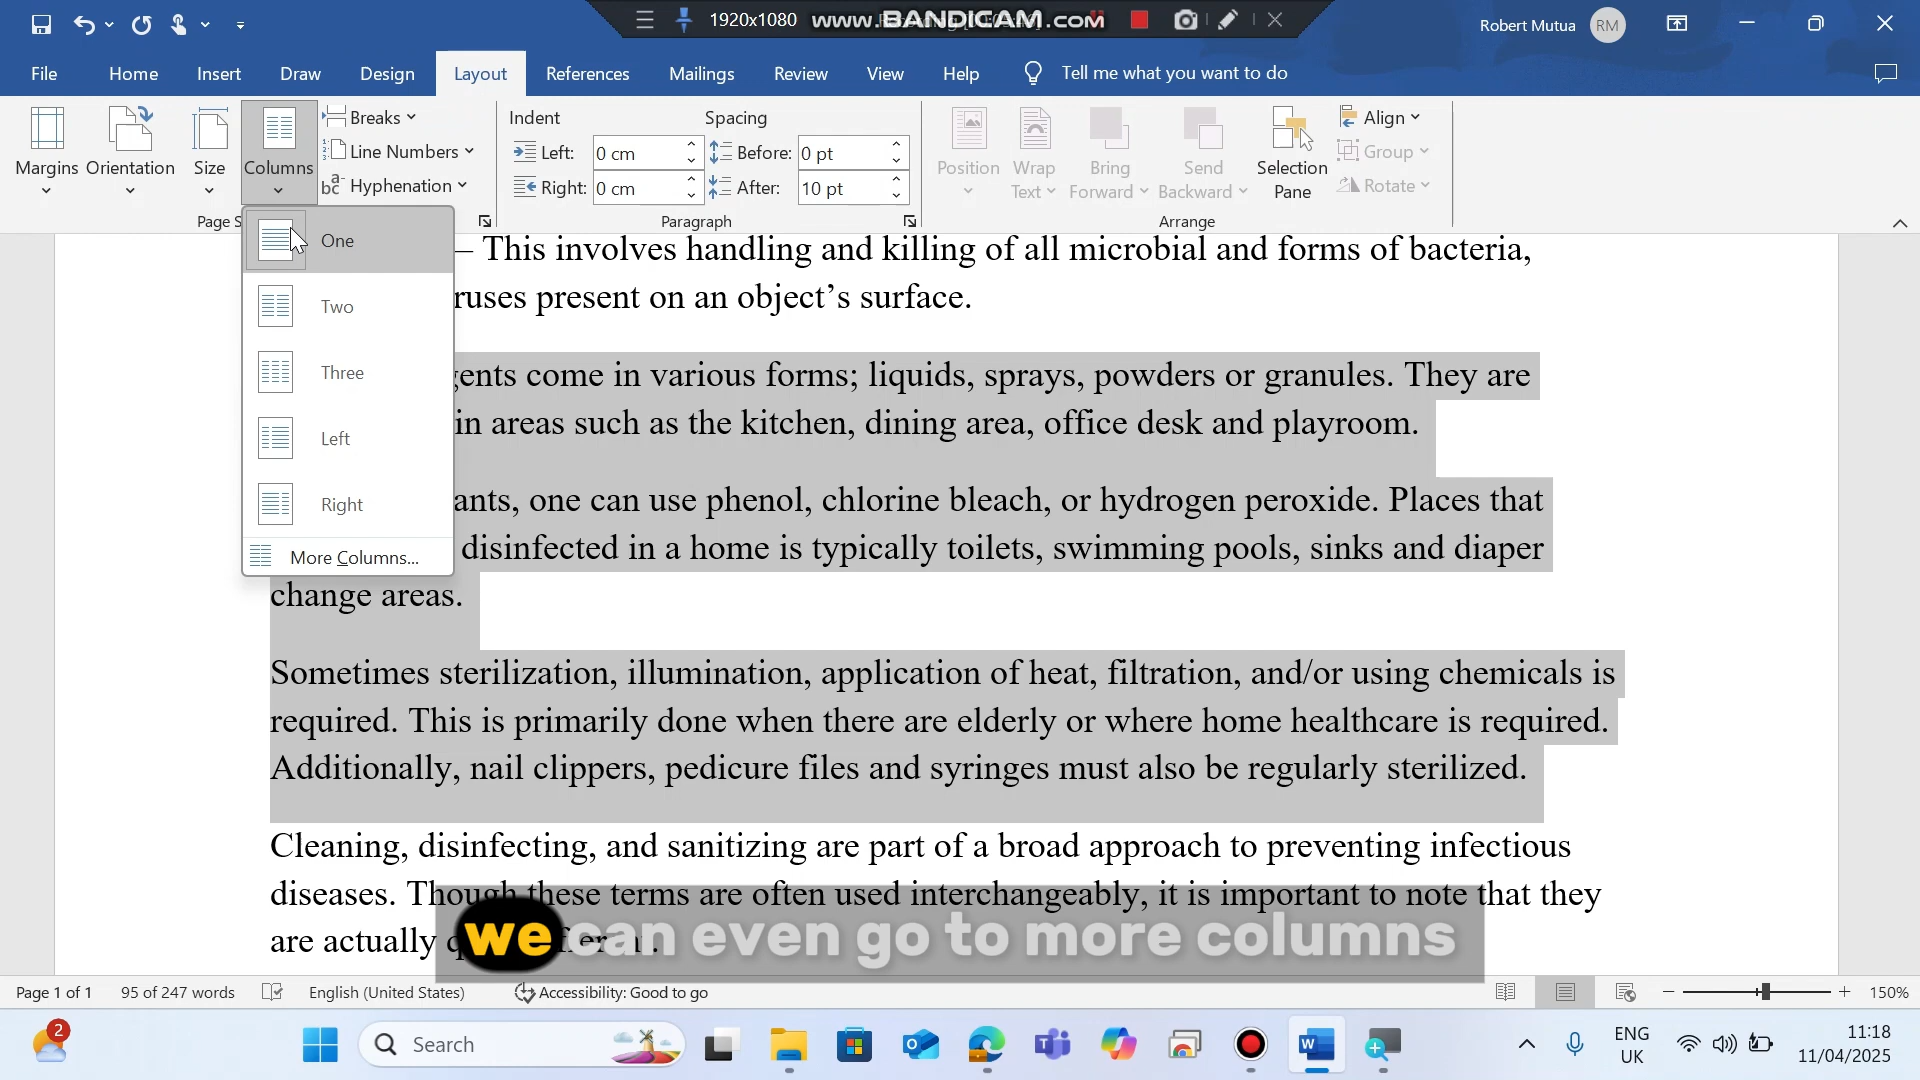 1920x1080
www.BANDICAM.com
Robert Mutua
RM
File
Home
Insert
Draw
Design
Layout
References
Mailings
Review
View
Help
Tell me what you want to do
Margins
Orientation
Size
Columns
Breaks
Line Numbers
Hyphenation
Page S
Indent
Left:
0 cm
Right:
0 cm
Spacing
Before:
0 pt
After:
10 pt
Paragraph
Position
Wrap
Text
Bring
Forward
Send
Backward
Selection
Pane
Align
Group
Rotate
Arrange
One
Two
Three
Left
Right
More Columns...
– This involves handling and killing of all microbial and forms of bacteria,
ruses present on an object’s surface.
gents come in various forms; liquids, sprays, powders or granules. They are
in areas such as the kitchen, dining area, office desk and playroom.
ants, one can use phenol, chlorine bleach, or hydrogen peroxide. Places that
disinfected in a home is typically toilets, swimming pools, sinks and diaper
change areas.
Sometimes sterilization, illumination, application of heat, filtration, and/or using chemicals is
required. This is primarily done when there are elderly or where home healthcare is required.
Additionally, nail clippers, pedicure files and syringes must also be regularly sterilized.
Cleaning, disinfecting, and sanitizing are part of a broad approach to preventing infectious
diseases. Though these terms are often used interchangeably, it is important to note that they
are actually
we can even go to more columns
Page 1 of 1
95 of 247 words
English (United States)
Accessibility: Good to go
150%
2
Search
ENG
UK
11:18
11/04/2025